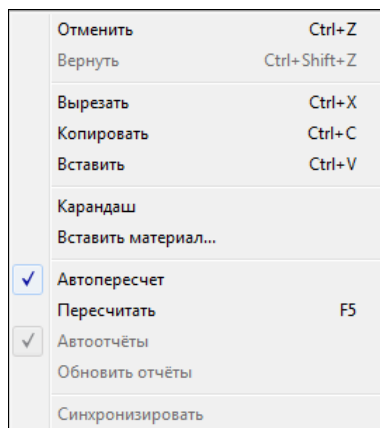 Отменить Ctrl+Z
Вернуть Ctrl+Shift+Z
Вырезать Ctrl+X
Копировать Ctrl+C
Вставить Ctrl+V
Карандаш
Вставить материал...
Автопересчет
Пересчитать F5
Автоотчёты
Обновить отчёты
Синхронизировать